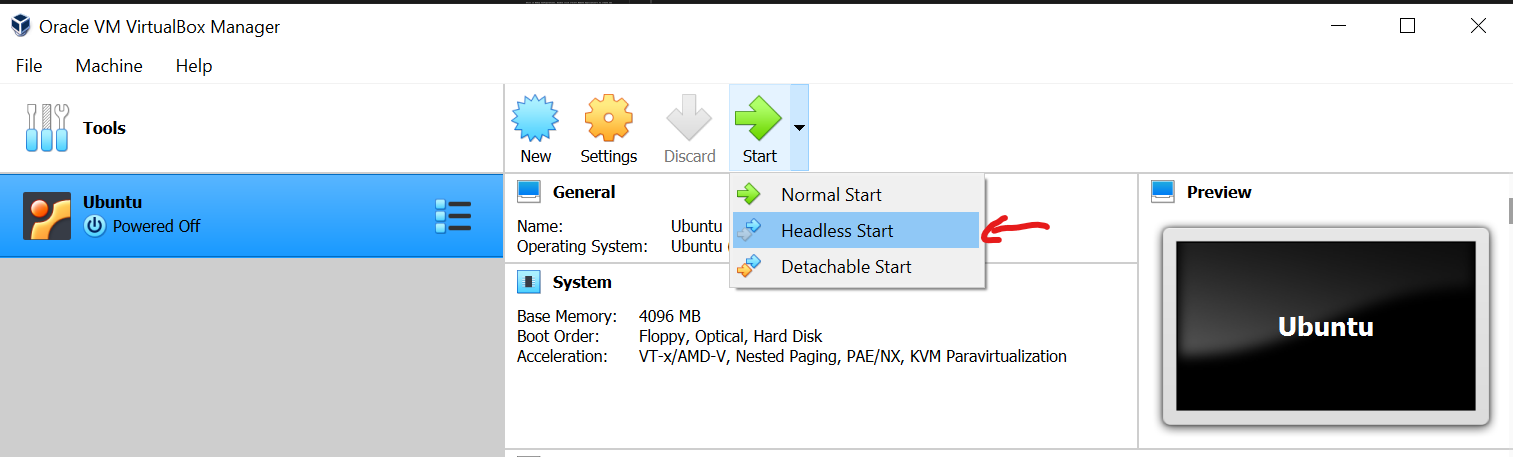 Oracle VM VirtualBox Manager
File Machine Help
Tools
New Settings Discard Start
Ubuntu
Powered Off
Normal Start
Headless Start
Detachable Start
General
Name: Ubuntu
Operating System: Ubuntu
System
Base Memory: 4096 MB
Boot Order: Floppy, Optical, Hard Disk
Acceleration: VT-x/AMD-V, Nested Paging, PAE/NX, KVM Paravirtualization
Preview
Ubuntu